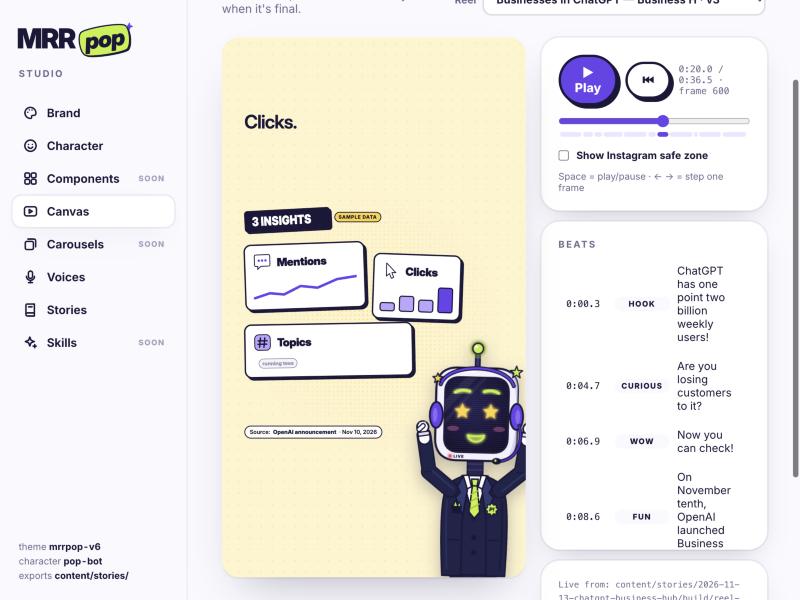 when it's final.
Reel
Businesses in ChatGPT — Business IT · v3
MRR pop
STUDIO
Brand
Character
Components SOON
Canvas
Carousels SOON
Voices
Stories
Skills SOON
theme mrrpop-v6
character pop-bot
exports content/stories/
Clicks.
3 INSIGHTS
SAMPLE DATA
Mentions
Clicks
Topics
running tees
Source: OpenAI announcement · Nov 10, 2026
LIVE
Play
0:20.0 /
0:36.5 ·
frame 600
Show Instagram safe zone
Space = play/pause · ← → = step one
frame
BEATS
0:00.3 HOOK ChatGPT
has one
point two
billion
weekly
users!
0:04.7 CURIOUS Are you
losing
customers
to it?
0:06.9 WOW Now you
can check!
0:08.6 FUN On
November
tenth,
OpenAI
launched
Business
Live from: content/stories/2026-11-
13-chatgpt-business-hub/build/reel-